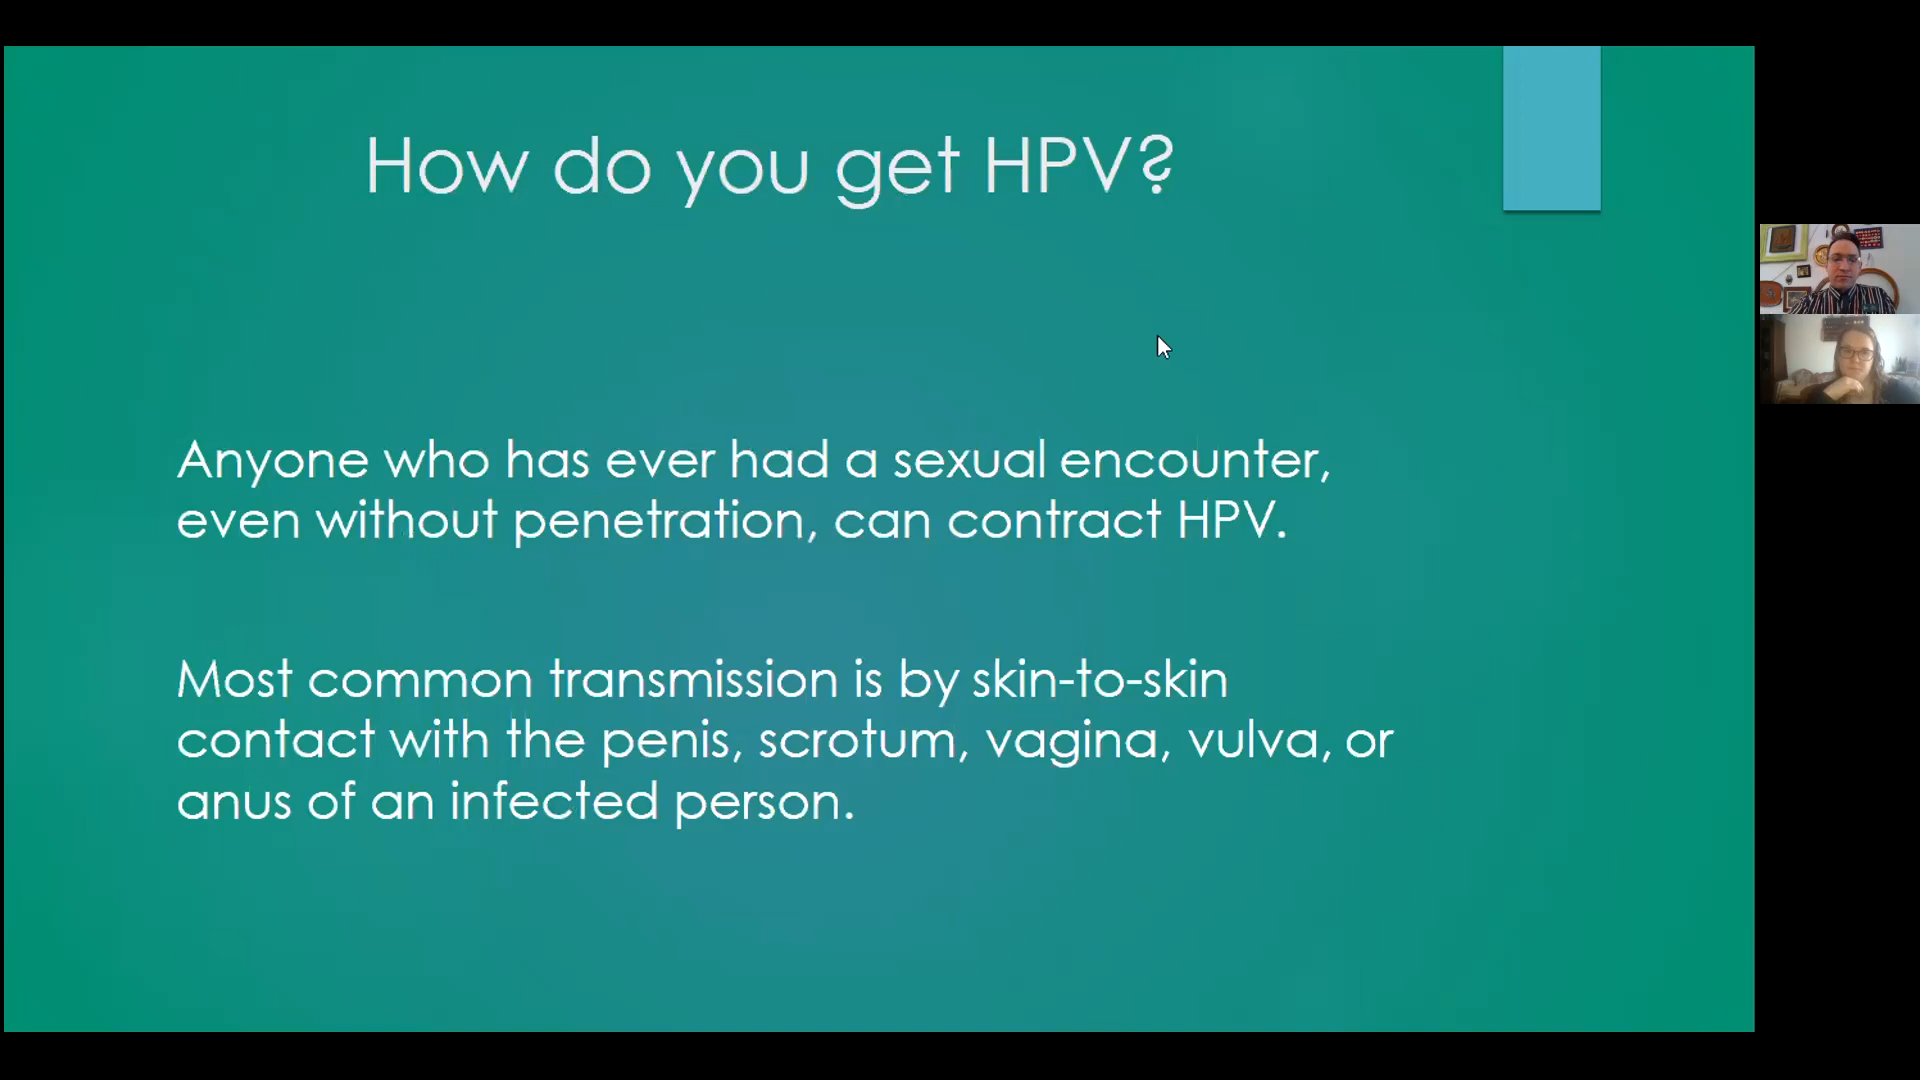 How do you get HPV?
Anyone who has ever had a sexual encounter,
even without penetration, can contract HPV.
Most common transmission is by skin-to-skin
contact with the penis, scrotum, vagina, vulva, or
anus of an infected person.